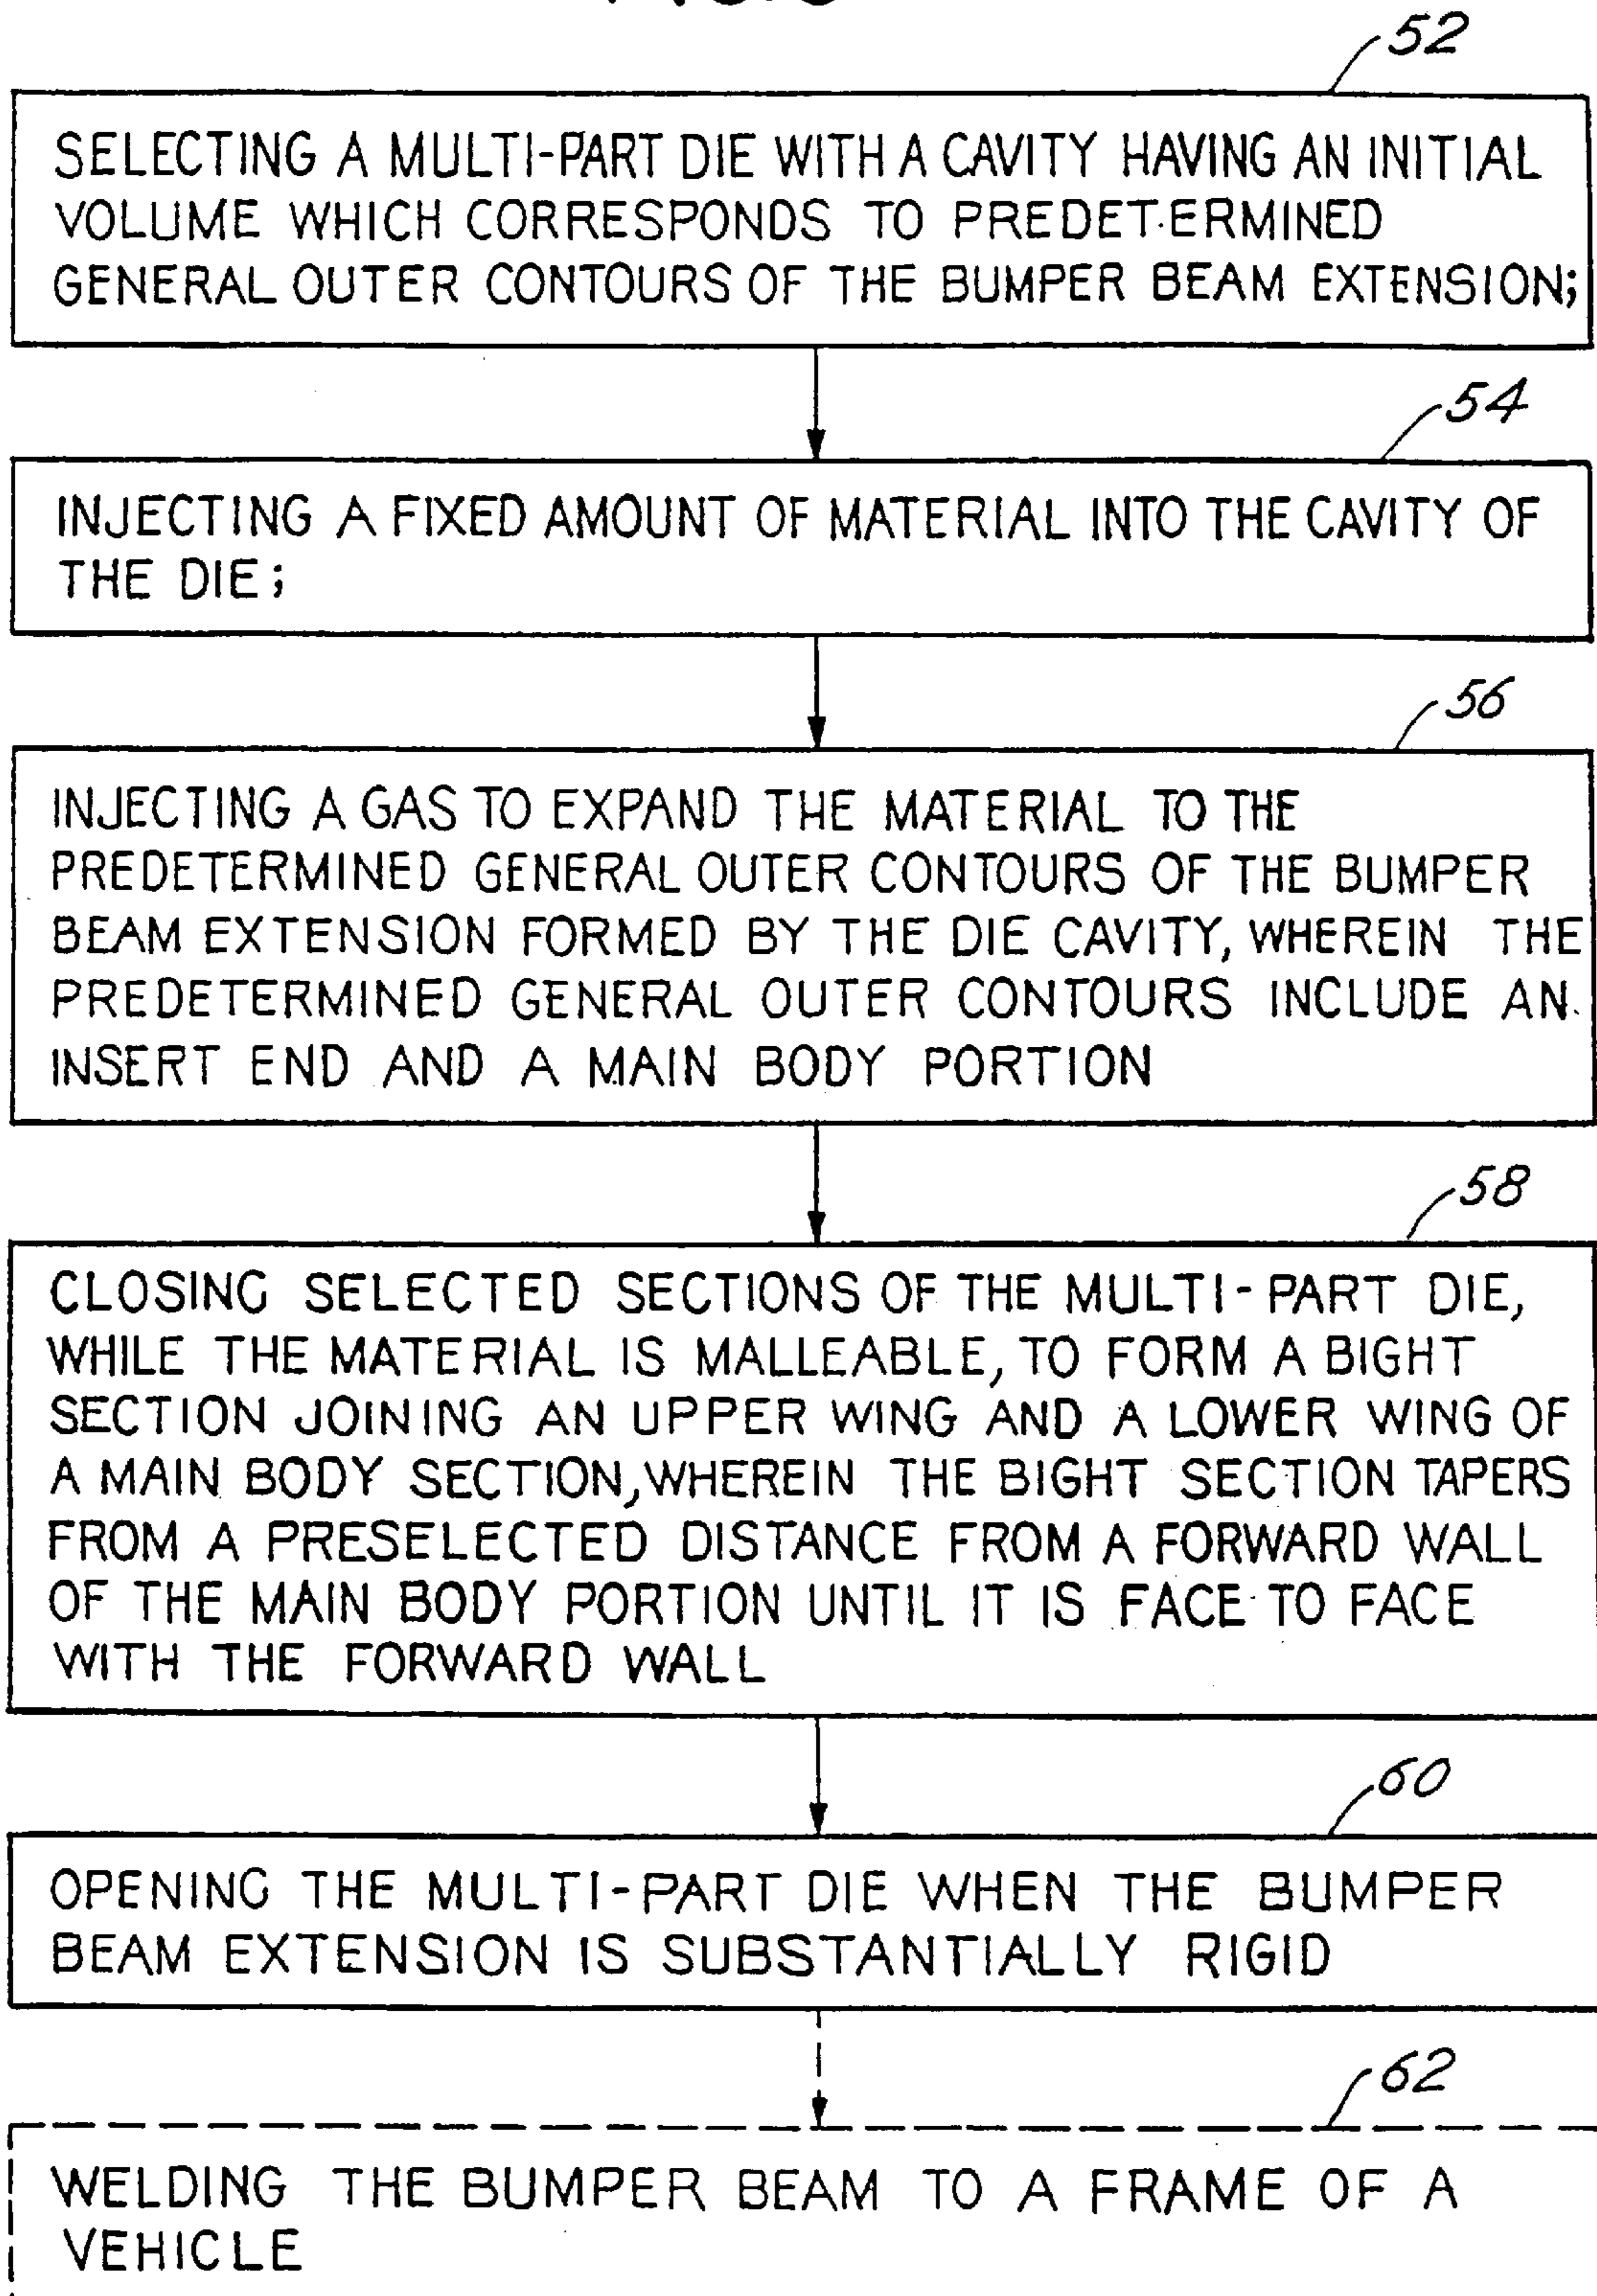 52
SELECTING A MULTI-PART DIE WITH A CAVITY HAVING AN INITIAL
VOLUME WHICH CORRESPONDS TO PREDETERMINED
GENERAL OUTER CONTOURS OF THE BUMPER BEAM EXTENSION;
54
INJECTING A FIXED AMOUNT OF MATERIAL INTO THE CAVITY OF
THE DIE;
56
INJECTING A GAS TO EXPAND THE MATERIAL TO THE
PREDETERMINED GENERAL OUTER CONTOURS OF THE BUMPER
BEAM EXTENSION FORMED BY THE DIE CAVITY, WHEREIN THE
PREDETERMINED GENERAL OUTER CONTOURS INCLUDE AN
INSERT END AND A MAIN BODY PORTION
58
CLOSING SELECTED SECTIONS OF THE MULTI-PART DIE,
WHILE THE MATERIAL IS MALLEABLE, TO FORM A BIGHT
SECTION JOINING AN UPPER WING AND A LOWER WING OF
A MAIN BODY SECTION, WHEREIN THE BIGHT SECTION TAPERS
FROM A PRESELECTED DISTANCE FROM A FORWARD WALL
OF THE MAIN BODY PORTION UNTIL IT IS FACE TO FACE
WITH THE FORWARD WALL
60
OPENING THE MULTI-PART DIE WHEN THE BUMPER
BEAM EXTENSION IS SUBSTANTIALLY RIGID
62
WELDING THE BUMPER BEAM TO A FRAME OF A
VEHICLE